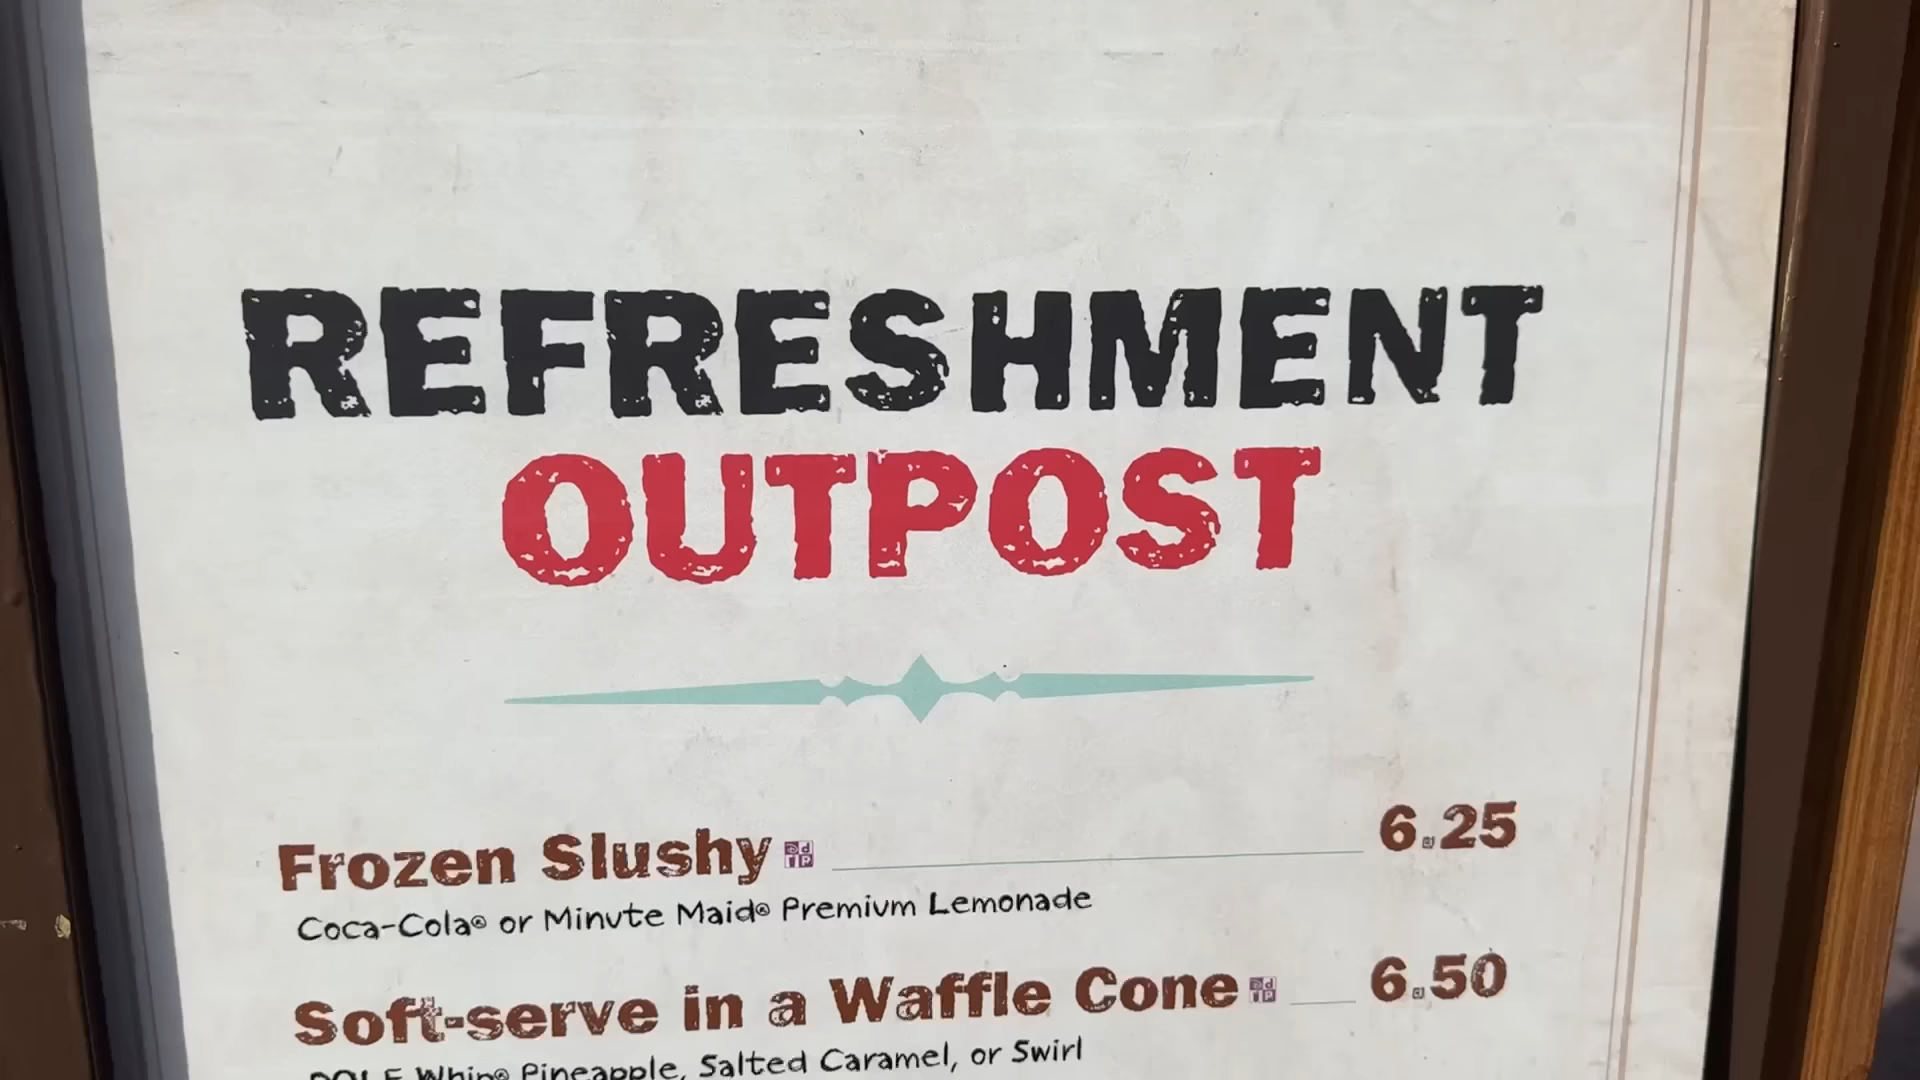 REFRESHMENT
OUTPOST
Frozen Slushy 6.25
Coca-Cola® or Minute Maid® Premium Lemonade
Soft-serve in a Waffle Cone 6.50
DOLE Whip® Pineapple, Salted Caramel, or Swirl